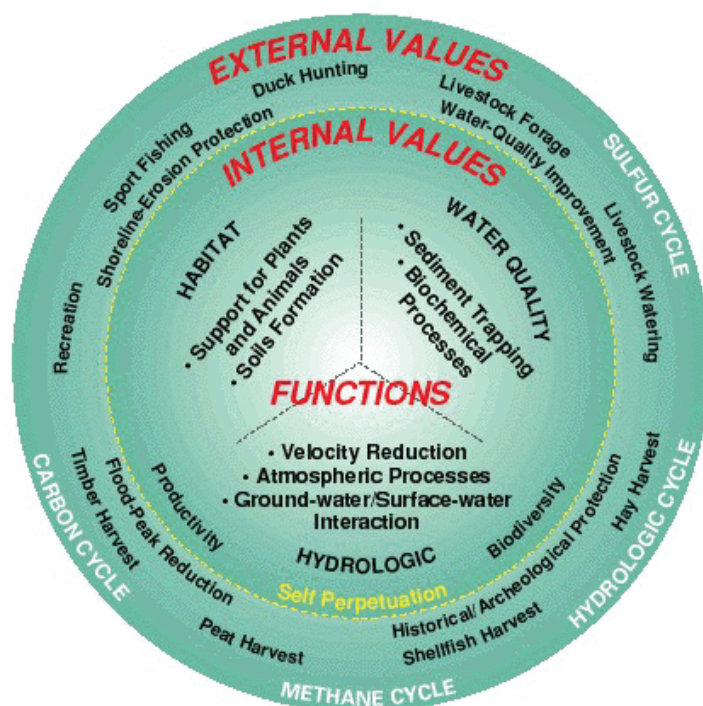 EXTERNAL VALUES
Duck Hunting
Livestock Forage
Water-Quality Improvement
Sport Fishing
Shoreline-Erosion Protection
INTERNAL VALUES
SULFUR CYCLE
HABITAT
• Support for Plants
and Animals
• Soils Formation
WATER QUALITY
• Sediment Trapping
• Biochemical
Processes
Livestock Watering
Recreation
FUNCTIONS
• Velocity Reduction
• Atmospheric Processes
• Ground-water/Surface-water
Interaction
HYDROLOGIC
Productivity
Biodiversity
Self Perpetuation
CARBON CYCLE
Timber Harvest
Flood-Peak Reduction
Peat Harvest
Historical/Archeological Protection
Shellfish Harvest
Hay Harvest
HYDROLOGIC CYCLE
METHANE CYCLE